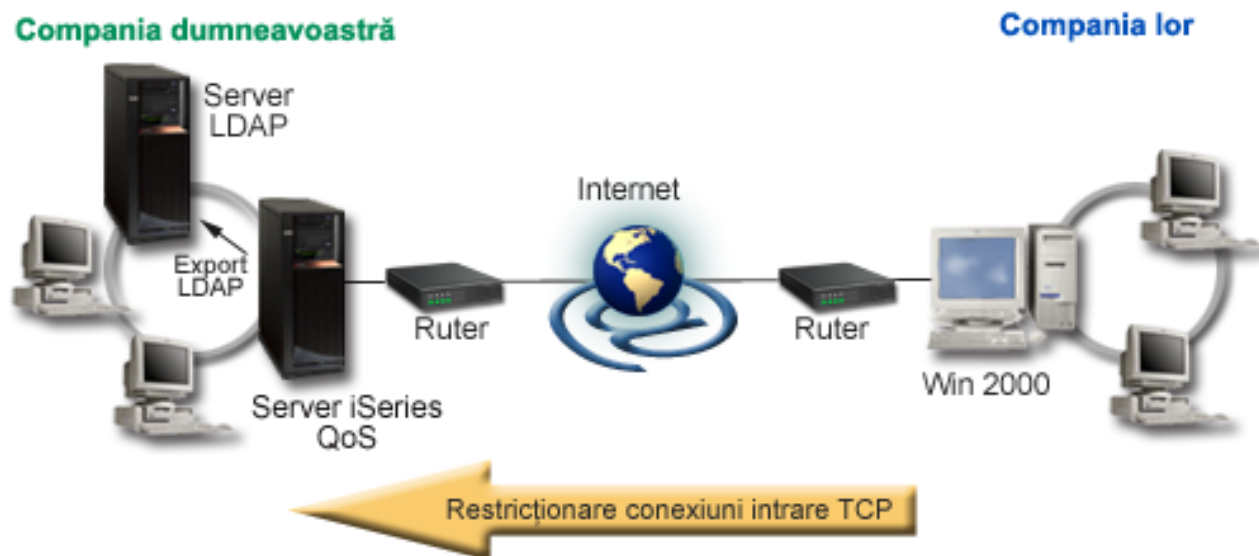 Compania dumneavoastră
Compania lor
Server
LDAP
Internet
Export
LDAP
Ruter
Ruter
Win 2000
Server iSeries
QoS
Restricționare conexiuni intrare TCP